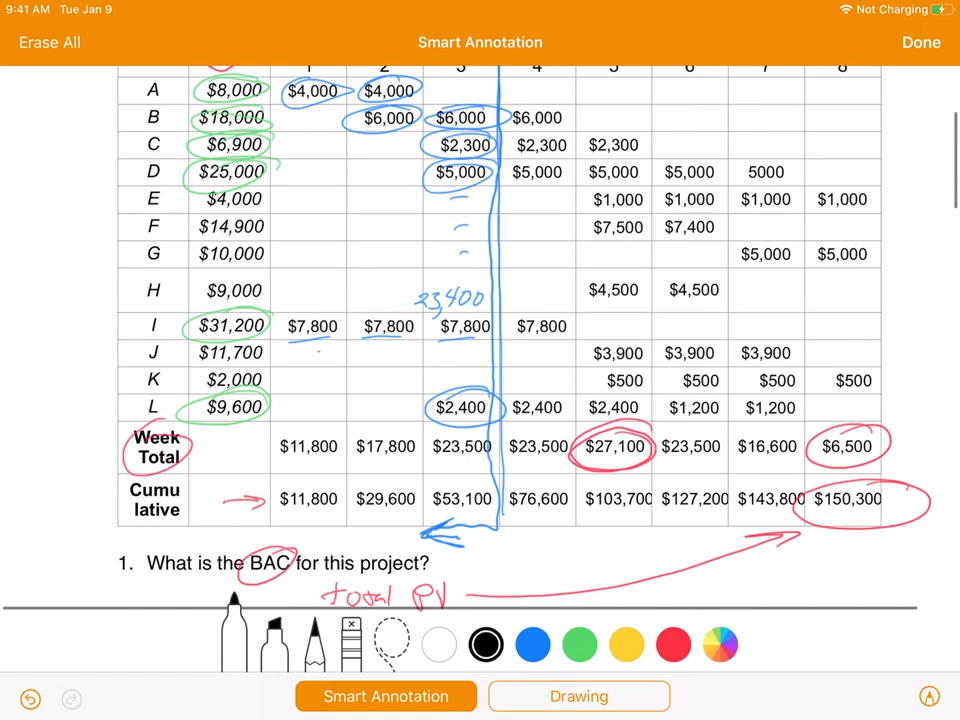 9:41 AM Tue Jan 9 Not Charging
Erase All Smart Annotation Done
1 2 3 4 5 6 7 8
A $8,000 $4,000 $4,000
B $18,000 $6,000 $6,000 $6,000
C $6,900 $2,300 $2,300 $2,300
D $25,000 $5,000 $5,000 $5,000 $5,000 5000
E $4,000 $1,000 $1,000 $1,000 $1,000
F $14,900 $7,500 $7,400
G $10,000 $5,000 $5,000
H $9,000 $4,500 $4,500
23,400
I $31,200 $7,800 $7,800 $7,800 $7,800
J $11,700 $3,900 $3,900 $3,900
K $2,000 $500 $500 $500 $500
L $9,600 $2,400 $2,400 $2,400 $1,200 $1,200
Week
Total $11,800 $17,800 $23,500 $23,500 $27,100 $23,500 $16,600 $6,500
Cumu
lative $11,800 $29,600 $53,100 $76,600 $103,700 $127,200 $143,800 $150,300
1. What is the BAC for this project?
total PV
Smart Annotation Drawing